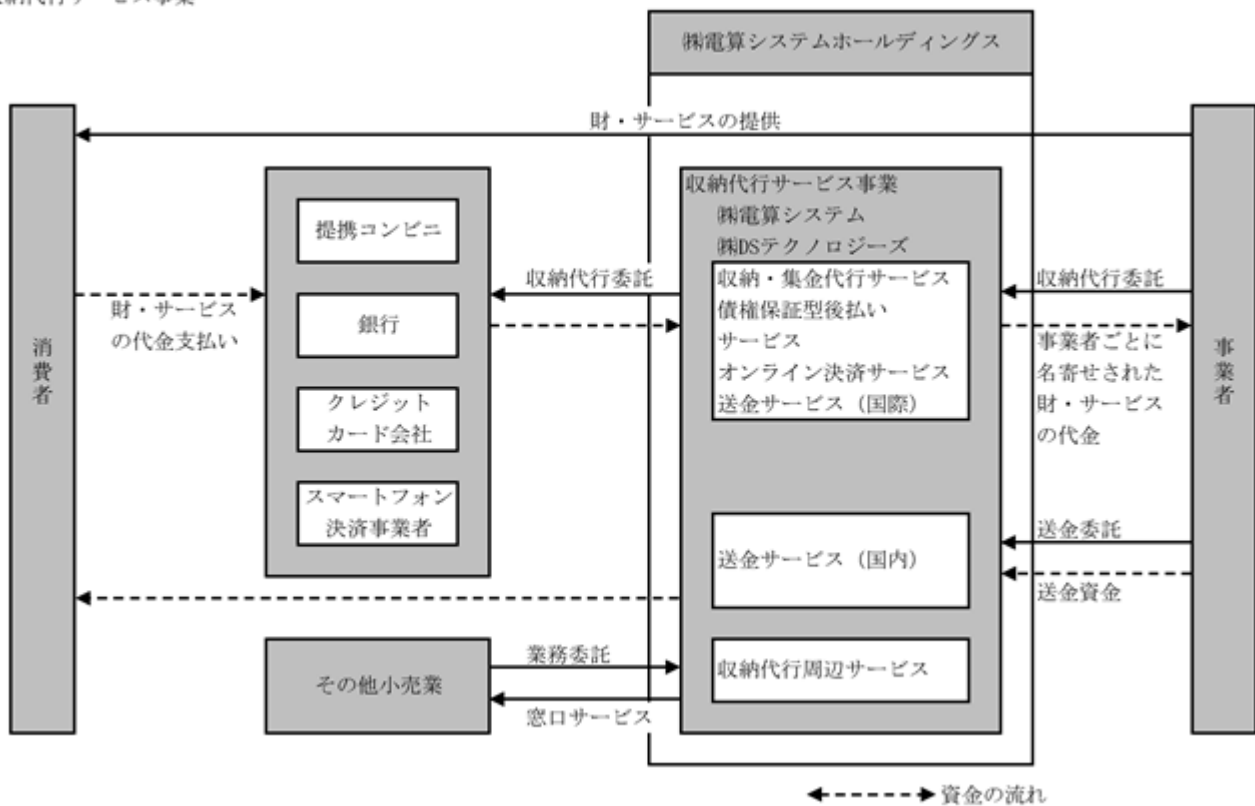 納代行サービス事業
㈱電算システムホールディングス
財・サービスの提供
収納代行サービス事業
㈱電算システム
㈱DSテクノロジーズ
提携コンビニ
銀行
クレジット
カード会社
スマートフォン
決済事業者
収納代行委託
収納・集金代行サービス
債権保証型後払い
サービス
オンライン決済サービス
送金サービス（国際）
収納代行委託
財・サービス
の代金支払い
事業者ごとに
名寄せされた
財・サービス
の代金
消費者
事業者
送金サービス（国内）
送金委託
送金資金
その他小売業
業務委託
窓口サービス
収納代行周辺サービス
資金の流れ